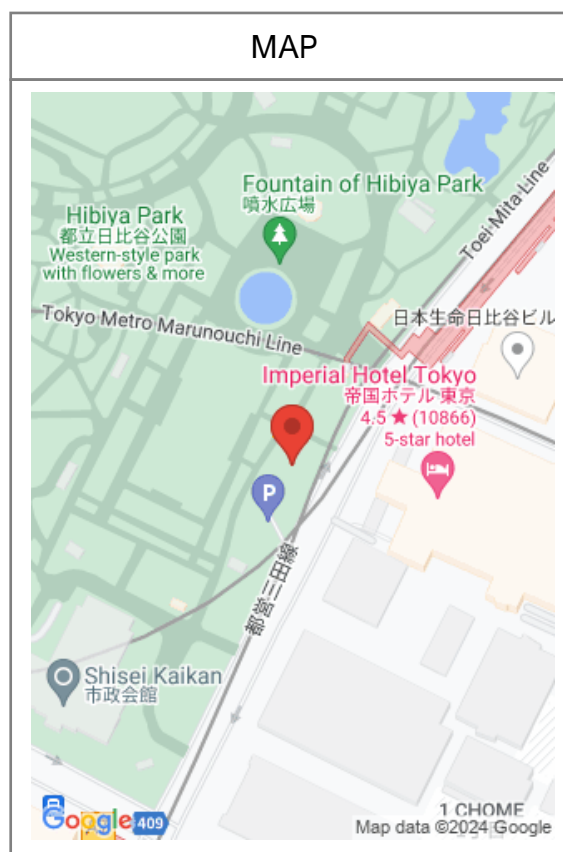 MAP
Fountain of Hibiya Park
噴水広場
Hibiya Park
都立日比谷公園
Western-style park
with flowers & more
Toei Mita Line
Tokyo Metro Marunouchi Line
日本生命日比谷ビル
Imperial Hotel Tokyo
帝国ホテル 東京
4.5 ★ (10866)
5-star hotel
P
都営三田線
Shisei Kaikan
市政会館
1 CHOME
Google
409
Map data ©2024 Google